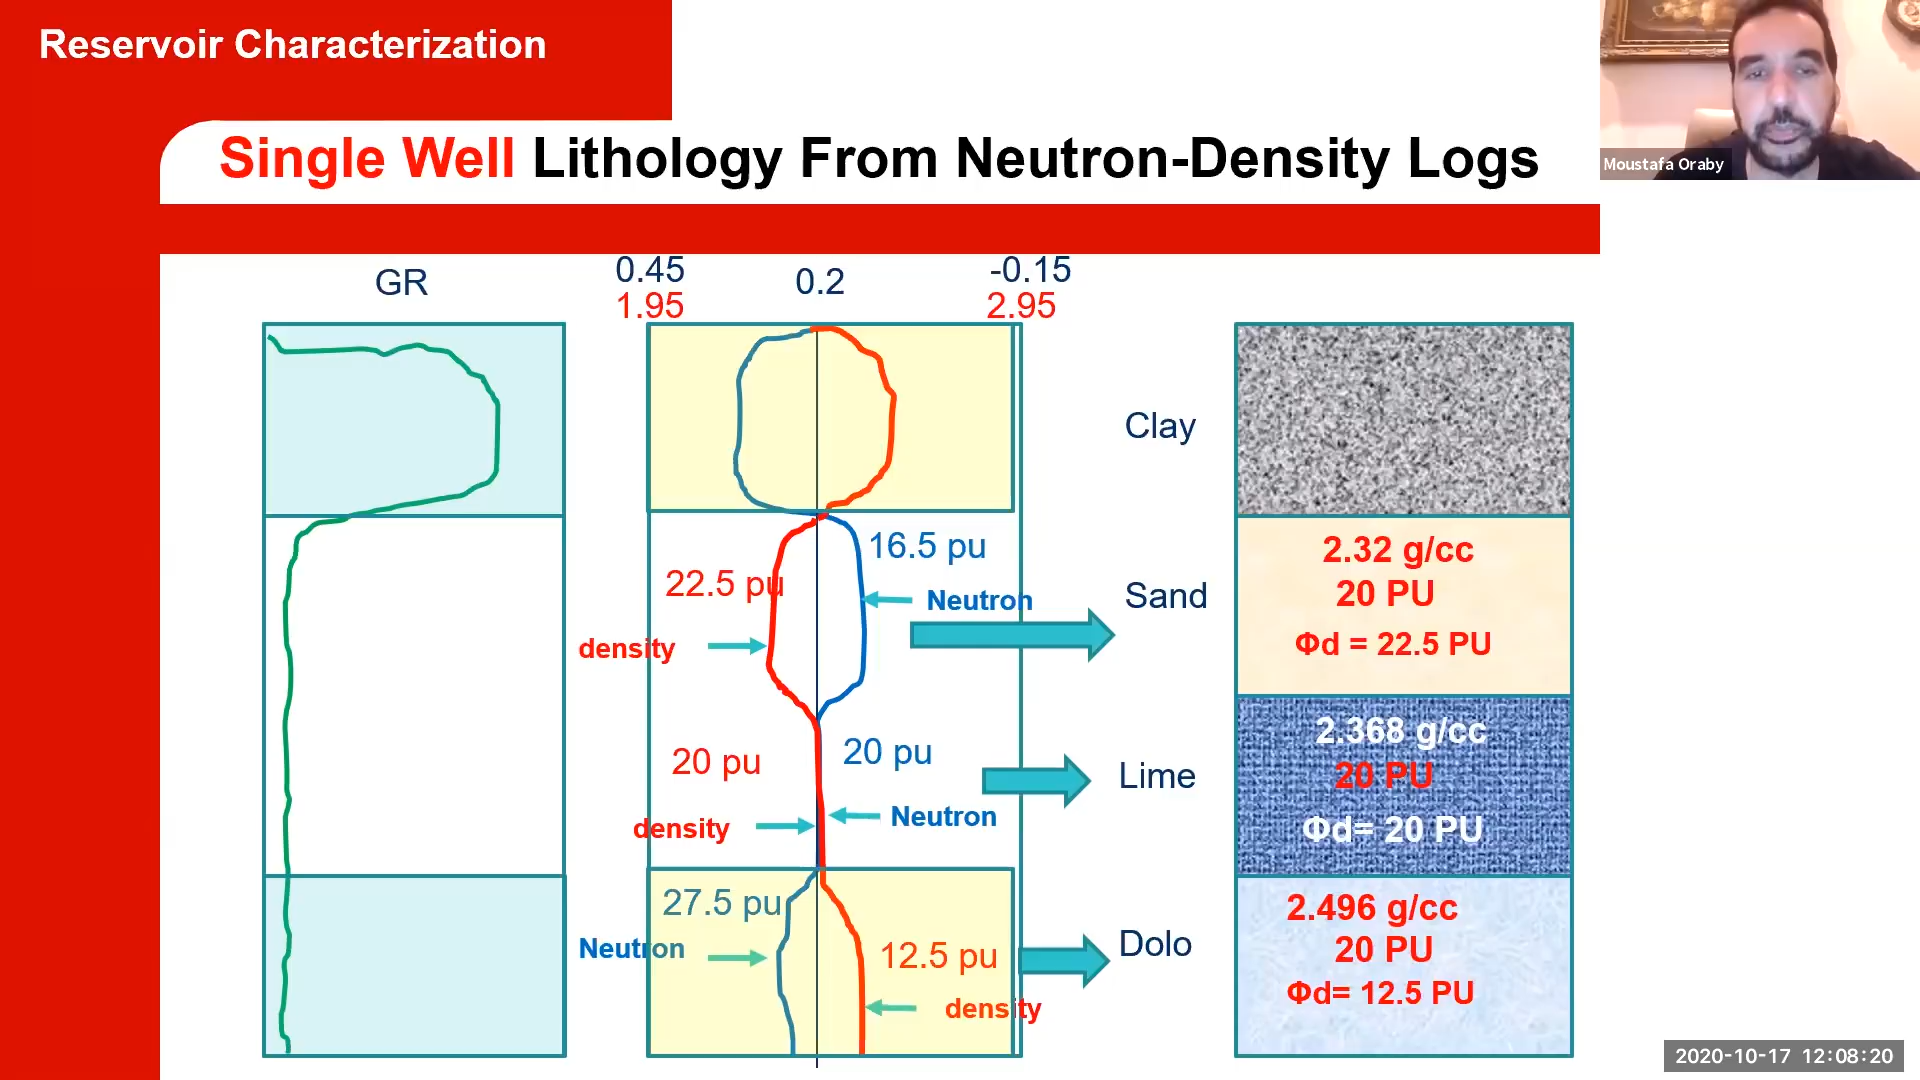 Reservoir Characterization
Single Well Lithology From Neutron-Density Logs
Moustafa Oraby
GR
0.45
0.2
-0.15
1.95
2.95
Clay
22.5 pu
16.5 pu
Neutron
density
Sand
2.32 g/cc
20 PU
Φd = 22.5 PU
20 pu
20 pu
density
Neutron
Lime
2.368 g/cc
20 PU
Φd= 20 PU
27.5 pu
Neutron
12.5 pu
density
Dolo
2.496 g/cc
20 PU
Φd= 12.5 PU
2020-10-17 12:08:20